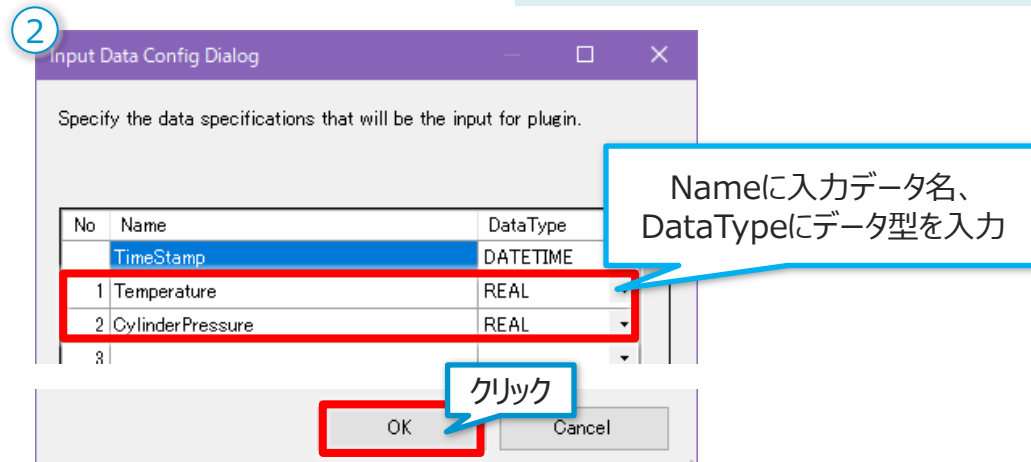 2
Input Data Config Dialog
Specify the data specifications that will be the input for plugin.
Nameに入力データ名、
DataTypeにデータ型を入力
No Name DataType
TimeStamp DATETIME
1 Temperature REAL
2 CylinderPressure REAL
3
クリック
OK Cancel